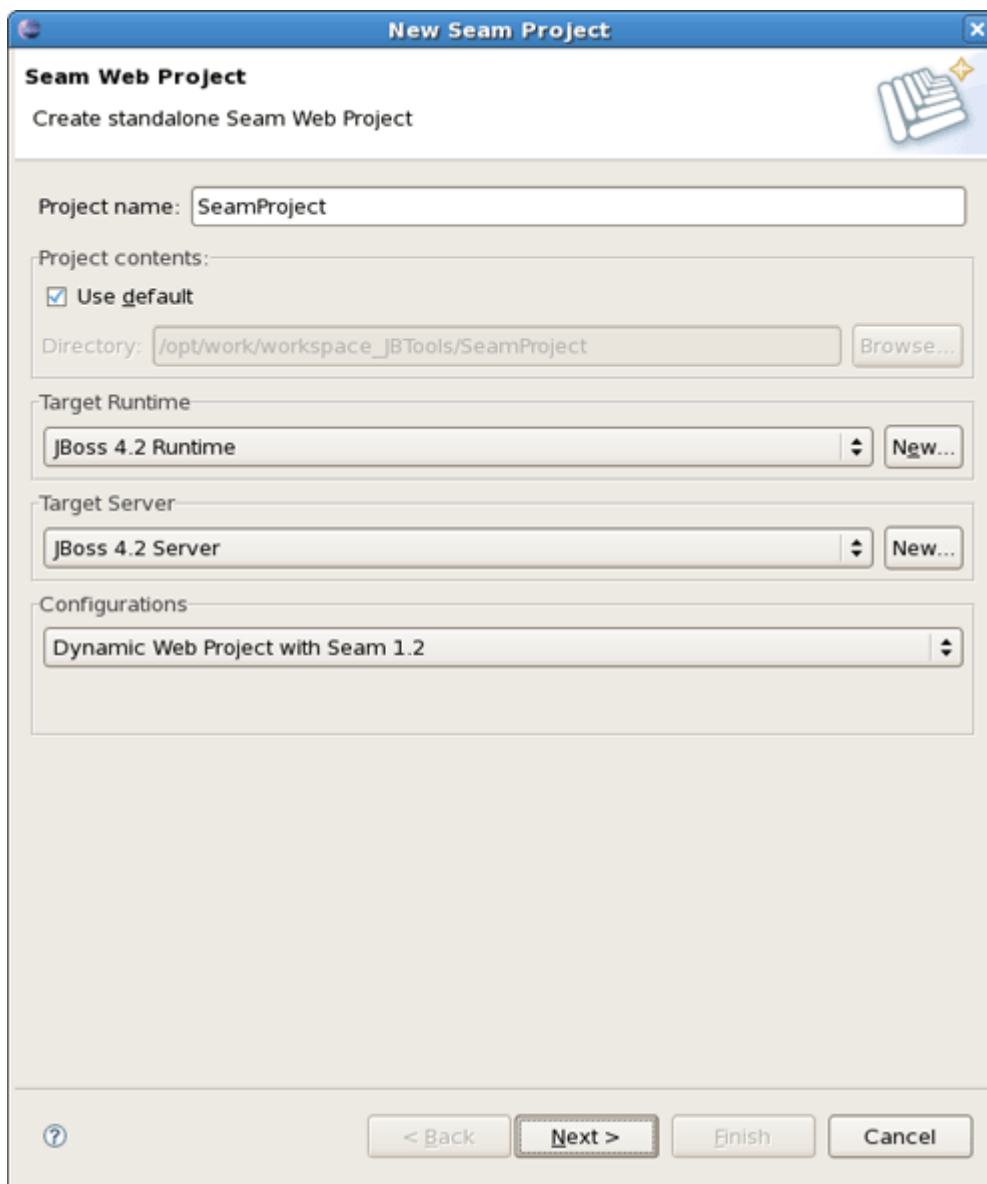 New Seam Project
Seam Web Project
Create standalone Seam Web Project
Project name: SeamProject
Project contents:
Use default
Directory: /opt/work/workspace_JBTools/SeamProject Browse...
Target Runtime
JBoss 4.2 Runtime New...
Target Server
JBoss 4.2 Server New...
Configurations
Dynamic Web Project with Seam 1.2
? < Back Next > Finish Cancel